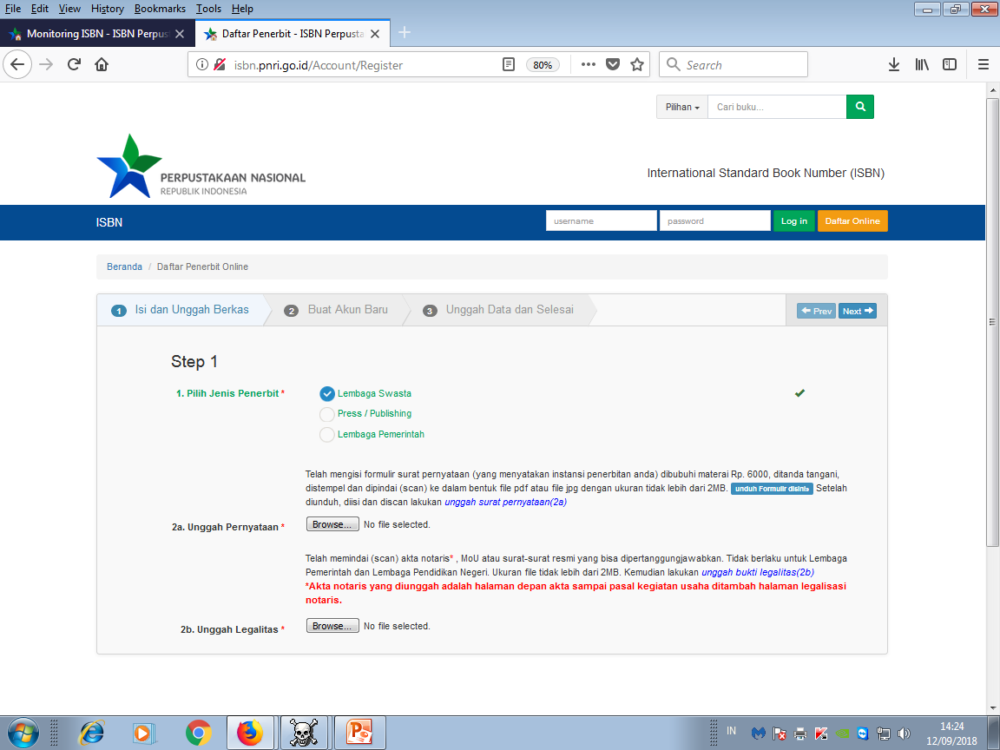 File Edit View History Bookmarks Tools Help
Monitoring ISBN - ISBN Perpus
Daftar Penerbit - ISBN Perpusta
isbn.pnri.go.id/Account/Register
80%
Search
Pilihan
Cari buku...
PERPUSTAKAAN NASIONAL
REPUBLIK INDONESIA
International Standard Book Number (ISBN)
ISBN
username
password
Log in
Daftar Online
Beranda / Daftar Penerbit Online
1 Isi dan Unggah Berkas
2 Buat Akun Baru
3 Unggah Data dan Selesai
Prev
Next
Step 1
1. Pilih Jenis Penerbit *
Lembaga Swasta
Press / Publishing
Lembaga Pemerintah
Telah mengisi formulir surat pernyataan (yang menyatakan instansi penerbitan anda) dibubuhi materai Rp. 6000, ditanda tangani,
distempel dan dipindai (scan) ke dalam bentuk file pdf atau file jpg dengan ukuran tidak lebih dari 2MB. unduh Formulir disini» Setelah
diunduh, diisi dan discan lakukan unggah surat pernyataan(2a)
2a. Unggah Pernyataan *
Browse... No file selected.
Telah memindai (scan) akta notaris* , MoU atau surat-surat resmi yang bisa dipertanggungjawabkan. Tidak berlaku untuk Lembaga
Pemerintah dan Lembaga Pendidikan Negeri. Ukuran file tidak lebih dari 2MB. Kemudian lakukan unggah bukti legalitas(2b)
*Akta notaris yang diunggah adalah halaman depan akta sampai pasal kegiatan usaha ditambah halaman legalisasi
notaris.
2b. Unggah Legalitas *
Browse... No file selected.
IN
14:24
12/09/2018